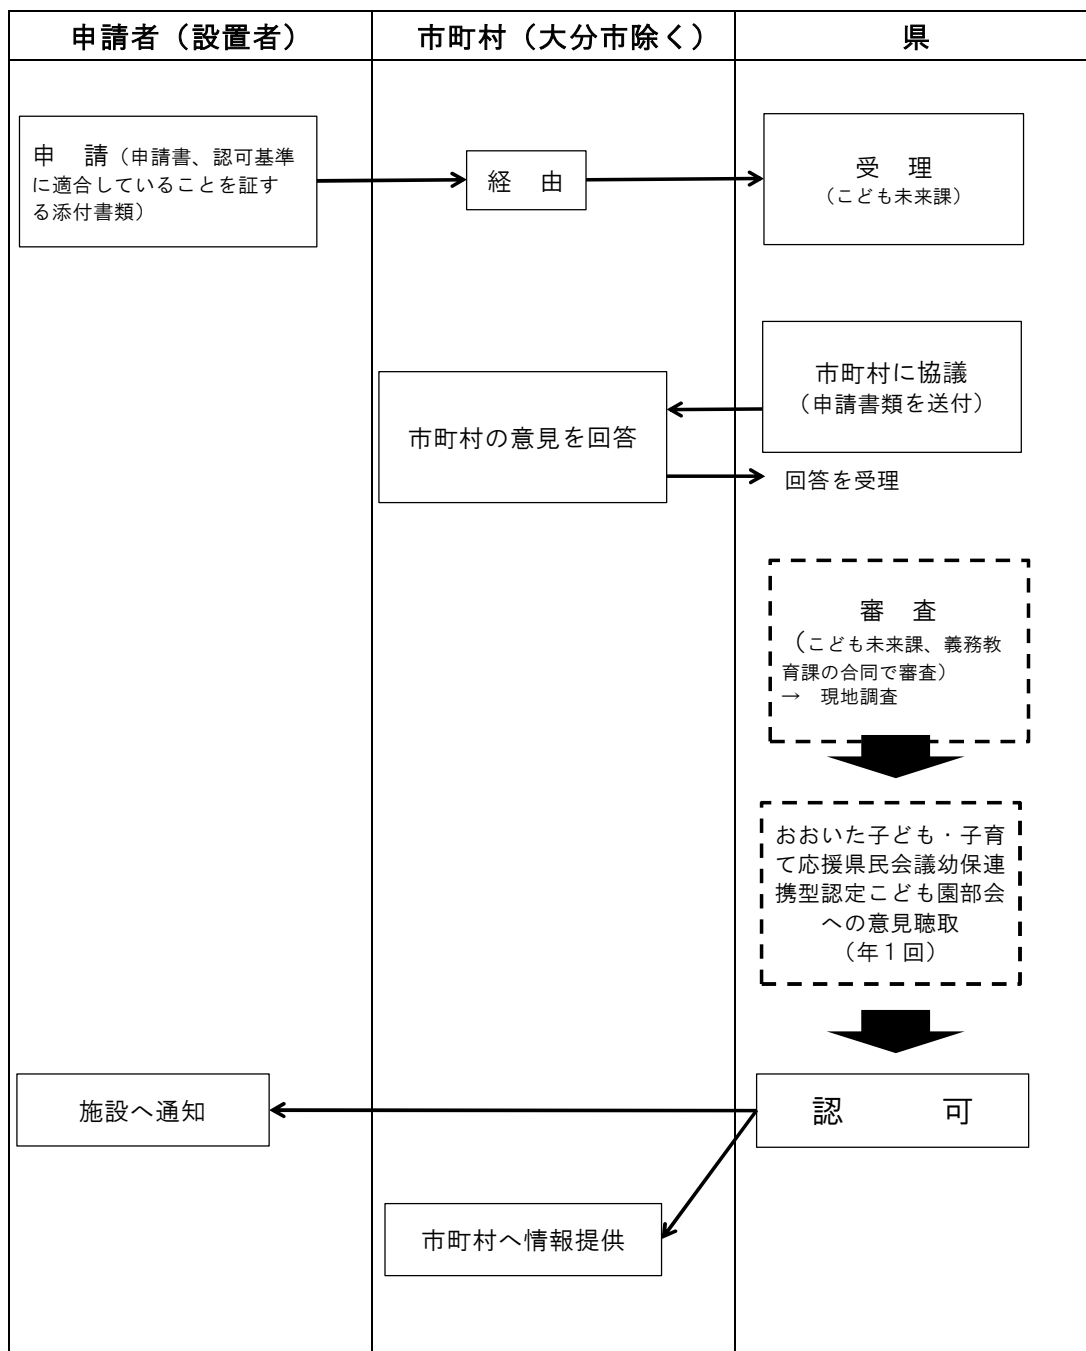 申請者（設置者）
市町村（大分市除く）
県
申　請（申請書、認可基準
に適合していることを証す
る添付書類）
経　由
受　理
（こども未来課）
市町村に協議
（申請書類を送付）
市町村の意見を回答
回答を受理
審　査
（こども未来課、義務教
育課の合同で審査）
→　現地調査
おおいた子ども・子育
て応援県民会議幼保連
携型認定こども園部会
への意見聴取
（年１回）
施設へ通知
認　　可
市町村へ情報提供